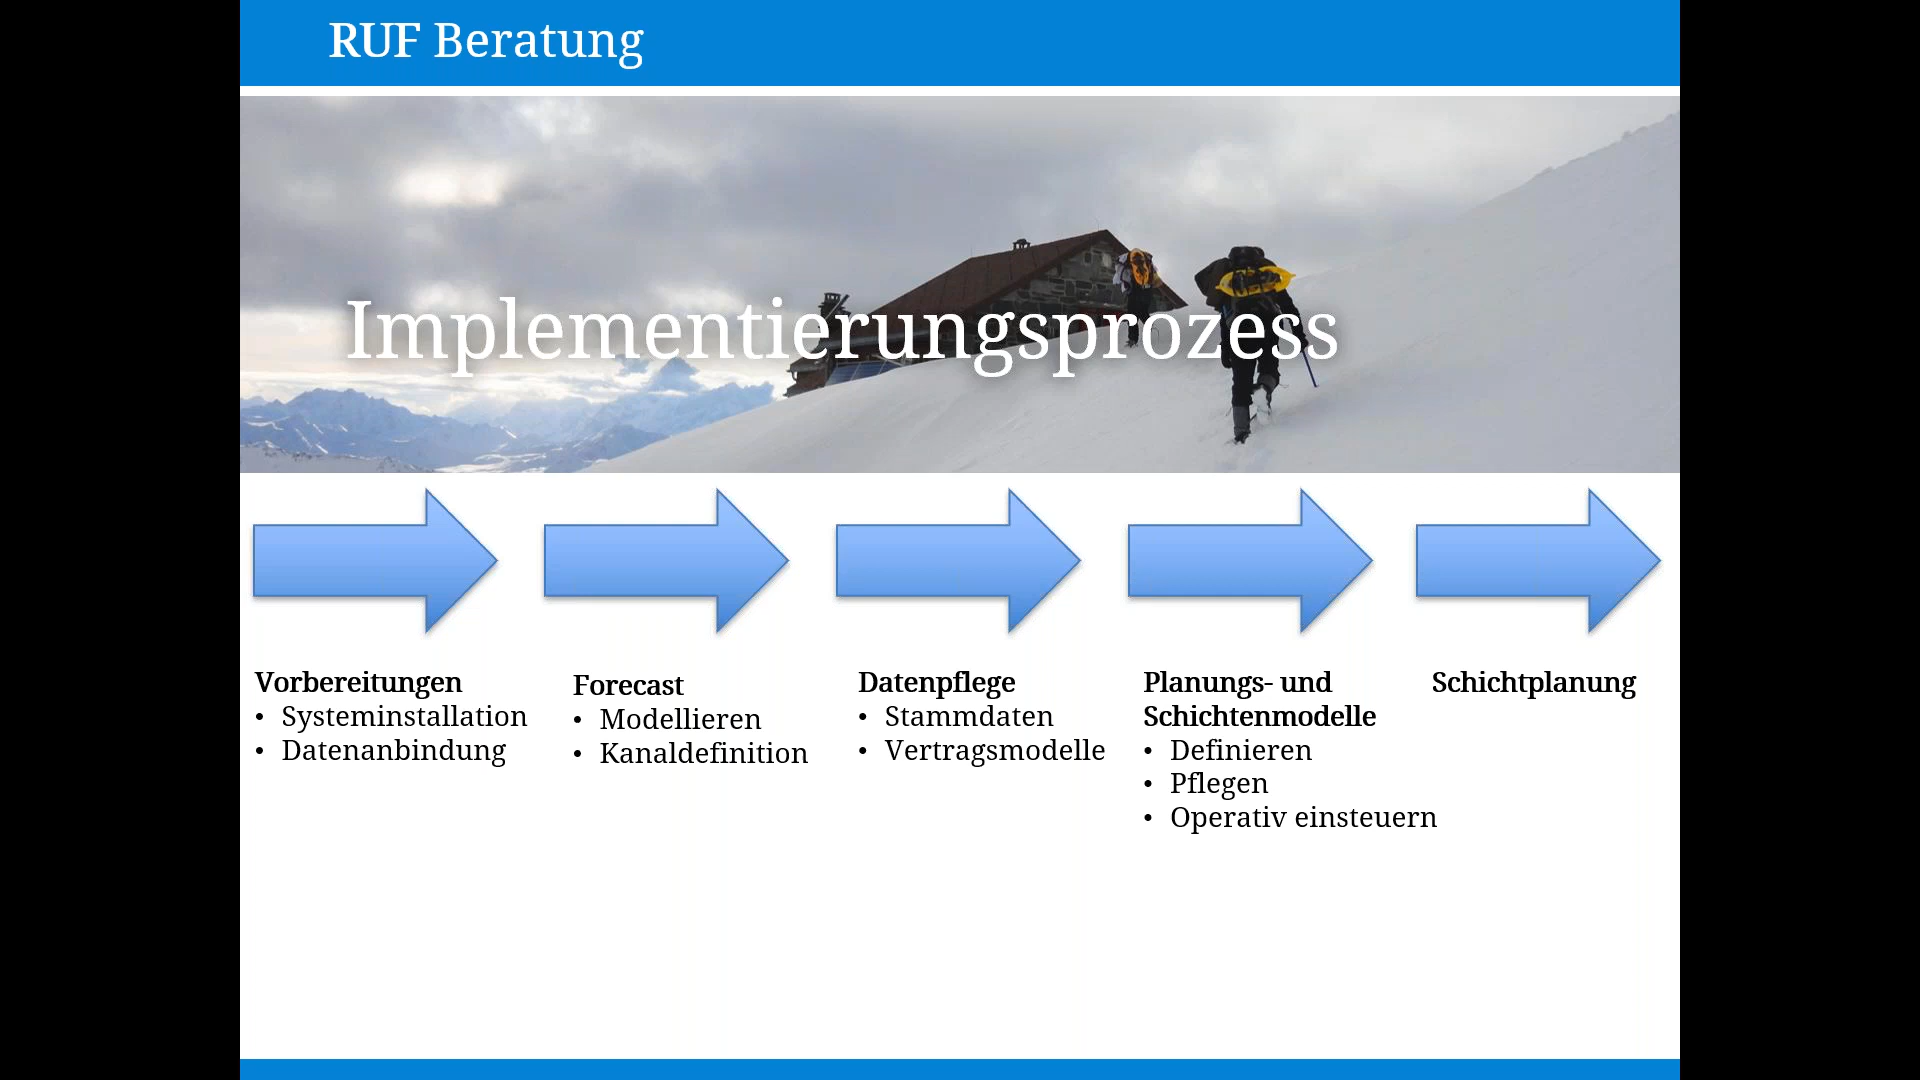 RUF Beratung
Implementierungsprozess
Vorbereitungen
• Systeminstallation
• Datenanbindung
Forecast
• Modellieren
• Kanaldefinition
Datenpflege
• Stammdaten
• Vertragsmodelle
Planungs- und
Schichtenmodelle
• Definieren
• Pflegen
• Operativ einsteuern
Schichtplanung